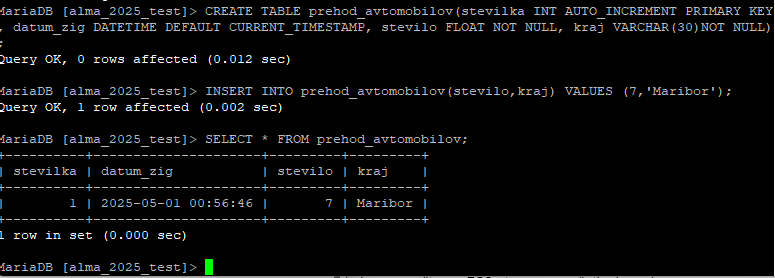 MariaDB [alma_2025_test]> CREATE TABLE prehod_avtomobilov(stevilka INT AUTO_INCREMENT PRIMARY KEY
, datum_zig DATETIME DEFAULT CURRENT_TIMESTAMP, stevilo FLOAT NOT NULL, kraj VARCHAR(30)NOT NULL)
;
Query OK, 0 rows affected (0.012 sec)
MariaDB [alma_2025_test]> INSERT INTO prehod_avtomobilov(stevilo,kraj) VALUES (7,'Maribor');
Query OK, 1 row affected (0.002 sec)
MariaDB [alma_2025_test]> SELECT * FROM prehod_avtomobilov;
+----------+---------------------+---------+---------+
| stevilka | datum_zig           | stevilo | kraj    |
+----------+---------------------+---------+---------+
|        1 | 2025-05-01 00:56:46 |       7 | Maribor |
+----------+---------------------+---------+---------+
1 row in set (0.000 sec)
MariaDB [alma_2025_test]>